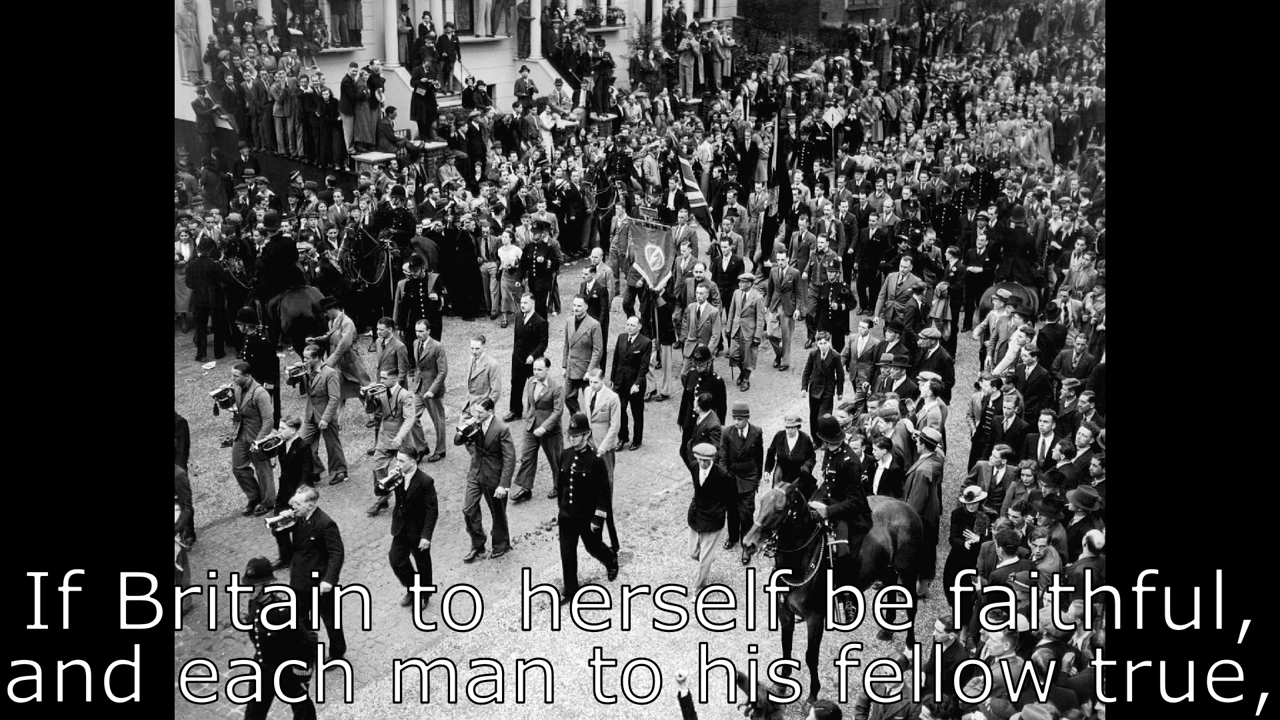 If Britain to herself be faithful,
and each man to his fellow true,